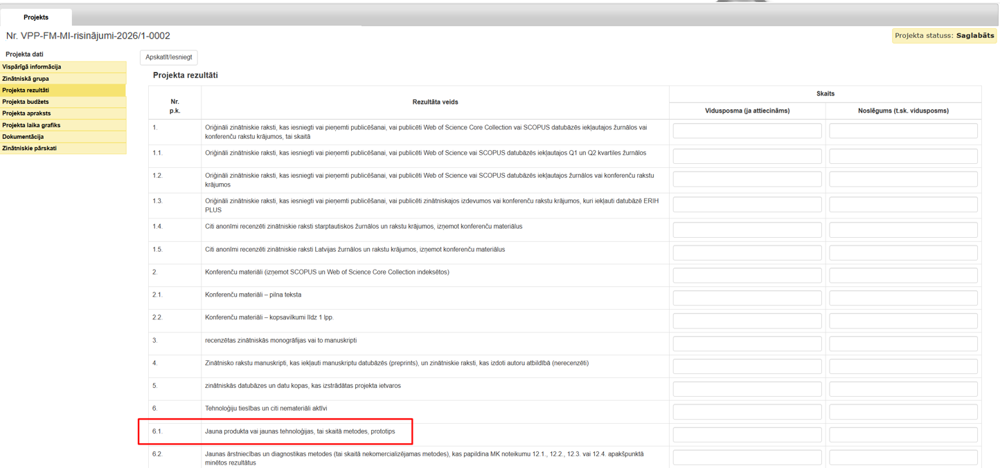 Projekts
Nr. VPP-FM-MI-risinājumi-2026/1-0002
Projekta statuss: Saglabāts
Projekta dati
Vispārīgā informācija
Zinātniskā grupa
Projekta rezultāti
Projekta budžets
Projekta apraksts
Projekta laika grafiks
Dokumentācija
Zinātniskie pārskati
Apskatīt/Iesniegt
Projekta rezultāti
Nr.
p.k.
Rezultāta veids
Skaits
Vidusposma (ja attiecināms)
Noslēgums (t.sk. vidusposms)
1. Oriģināli zinātniskie raksti, kas iesniegti vai pieņemti publicēšanai, vai publicēti Web of Science Core Collection vai SCOPUS datubāzēs iekļautajos žurnālos vai
konferenču rakstu krājumos, tai skaitā
1.1. Oriģināli zinātniskie raksti, kas iesniegti vai pieņemti publicēšanai, vai publicēti Web of Science vai SCOPUS datubāzēs iekļautajos Q1 un Q2 kvartiles žurnālos
1.2. Oriģināli zinātniskie raksti, kas iesniegti vai pieņemti publicēšanai, vai publicēti Web of Science vai SCOPUS datubāzēs iekļautajos žurnālos vai konferenču rakstu
krājumos
1.3. Oriģināli zinātniskie raksti, kas iesniegti vai pieņemti publicēšanai, vai publicēti zinātniskajos izdevumos vai konferenču rakstu krājumos, kuri iekļauti datubāzē ERIH
PLUS
1.4. Citi anonīmi recenzēti zinātniskie raksti starptautiskos žurnālos un rakstu krājumos, izņemot konferenču materiālus
1.5. Citi anonīmi recenzēti zinātniskie raksti Latvijas žurnālos un rakstu krājumos, izņemot konferenču materiālus
2. Konferenču materiāli (izņemot SCOPUS un Web of Science Core Collection indeksētos)
2.1. Konferenču materiāli – pilna teksta
2.2. Konferenču materiāli – kopsavilkumi līdz 1 lpp.
3. recenzētas zinātniskās monogrāfijas vai to manuskripti
4. Zinātnisko rakstu manuskripti, kas iekļauti manuskriptu datubāzēs (preprints), un zinātniskie raksti, kas izdoti autoru atbildībā (nerecenzēti)
5. zinātniskās datubāzes un datu kopas, kas izstrādātas projekta ietvaros
6. Tehnoloģiju tiesības un citi nemateriāli aktīvi
6.1. Jauna produkta vai jaunas tehnoloģijas, tai skaitā metodes, prototips
6.2. Jaunas ārstniecības un diagnostikas metodes (tai skaitā nekomercializējamas metodes), kas papildina MK noteikumu 12.1., 12.2., 12.3. vai 12.4. apakšpunktā
minētos rezultātus